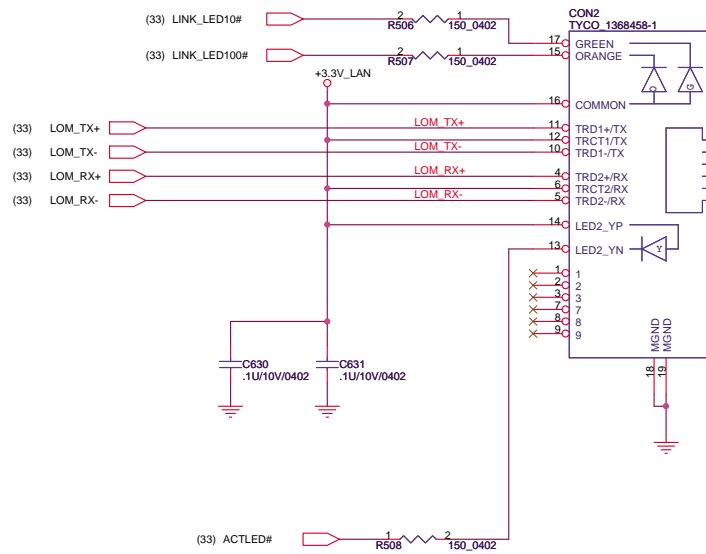 (33) LINK_LED10#
2 1
R506 150_0402
(33) LINK_LED100#
2 1
R507 150_0402
CON2
TYCO_1368458-1
17 GREEN
15 ORANGE
O G
+3.3V_LAN
16 COMMON
(33) LOM_TX+ LOM_TX+ 11 TRD1+/TX
12 TRCT1/TX
(33) LOM_TX- LOM_TX- 10 TRD1-/TX
(33) LOM_RX+ LOM_RX+ 4 TRD2+/RX
6 TRCT2/RX
(33) LOM_RX- LOM_RX- 5 TRD2-/RX
14 LED2_YP
13 LED2_YN Y
1 1
2 2
3 3
7 7
8 8
9 9
MGND
MGND
18
19
C630
.1U/10V/0402
C631
.1U/10V/0402
(33) ACTLED#
1 2
R508 150_0402